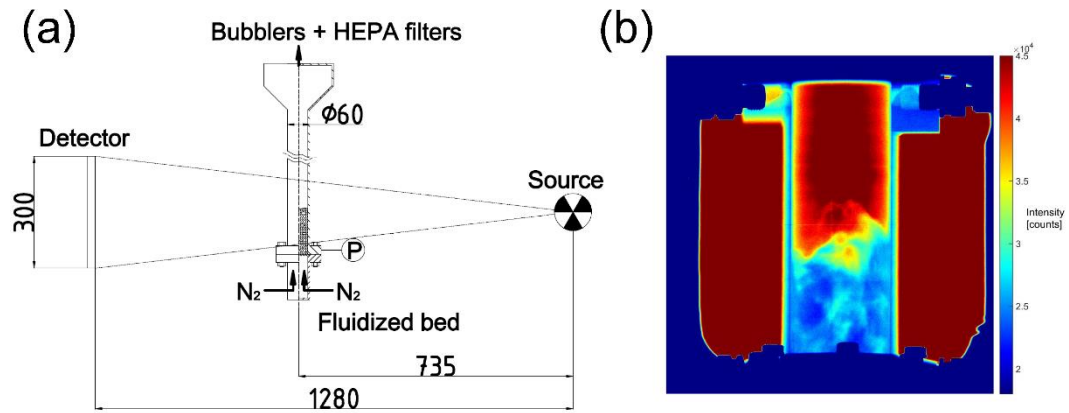 (a)
Bubblers + HEPA filters
Ø60
Detector
Source
300
P
N₂ N₂
Fluidized bed
735
1280
(b)
×10⁴
4.5
4
3.5
Intensity
[counts]
3
2.5
2